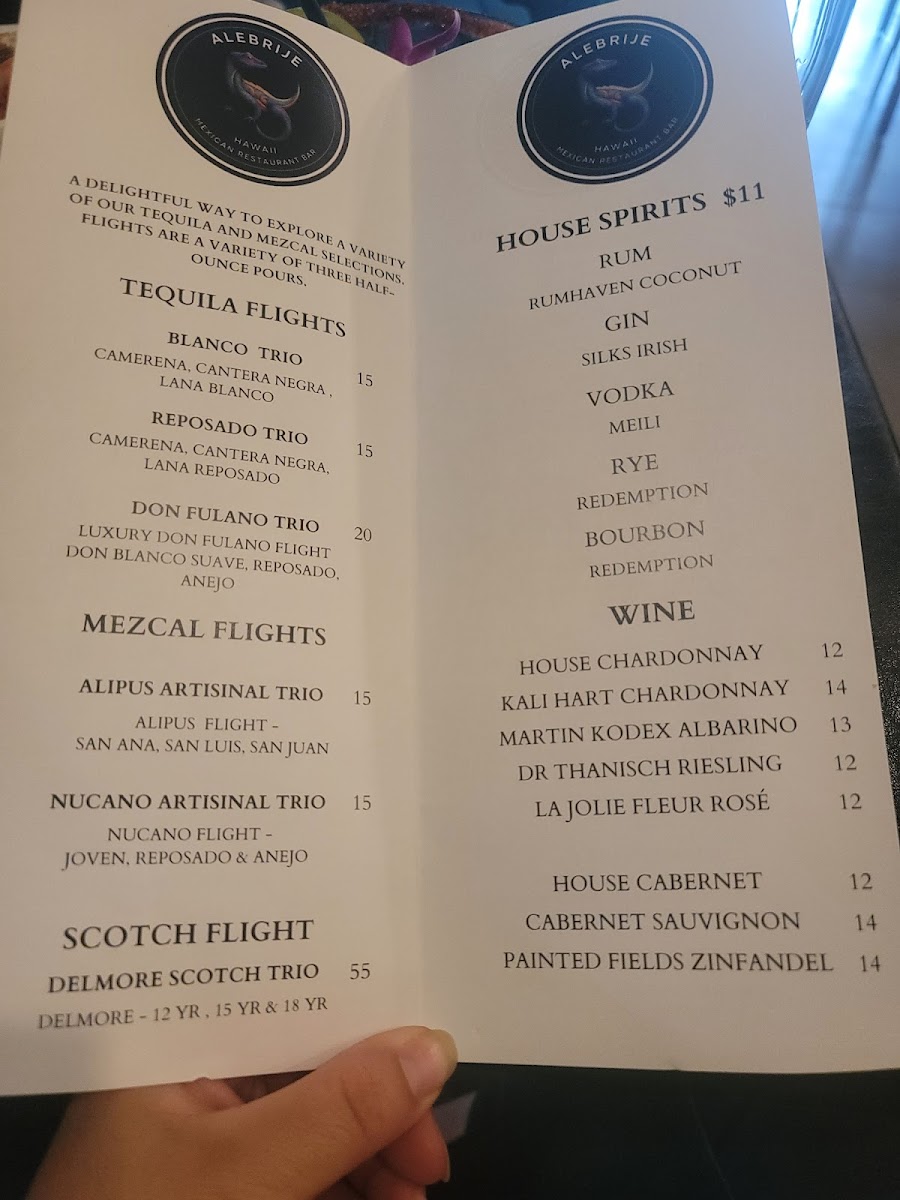 ALEBRIJE
HAWAII
MEXICAN RESTAURANT BAR
A DELIGHTFUL WAY TO EXPLORE A VARIETY
OF OUR TEQUILA AND MEZCAL SELECTIONS.
FLIGHTS ARE A VARIETY OF THREE HALF-
OUNCE POURS.
TEQUILA FLIGHTS
BLANCO TRIO
CAMERENA, CANTERA NEGRA , 15
LANA BLANCO
REPOSADO TRIO
CAMERENA, CANTERA NEGRA, 15
LANA REPOSADO
DON FULANO TRIO 20
LUXURY DON FULANO FLIGHT
DON BLANCO SUAVE, REPOSADO,
ANEJO
MEZCAL FLIGHTS
ALIPUS ARTISINAL TRIO 15
ALIPUS FLIGHT -
SAN ANA, SAN LUIS, SAN JUAN
NUCANO ARTISINAL TRIO 15
NUCANO FLIGHT -
JOVEN, REPOSADO & ANEJO
SCOTCH FLIGHT
DELMORE SCOTCH TRIO 55
DELMORE - 12 YR , 15 YR & 18 YR
ALEBRIJE
HAWAII
MEXICAN RESTAURANT BAR
HOUSE SPIRITS $11
RUM
RUMHAVEN COCONUT
GIN
SILKS IRISH
VODKA
MEILI
RYE
REDEMPTION
BOURBON
REDEMPTION
WINE
HOUSE CHARDONNAY 12
KALI HART CHARDONNAY 14
MARTIN KODEX ALBARINO 13
DR THANISCH RIESLING 12
LA JOLIE FLEUR ROSÉ 12
HOUSE CABERNET 12
CABERNET SAUVIGNON 14
PAINTED FIELDS ZINFANDEL 14